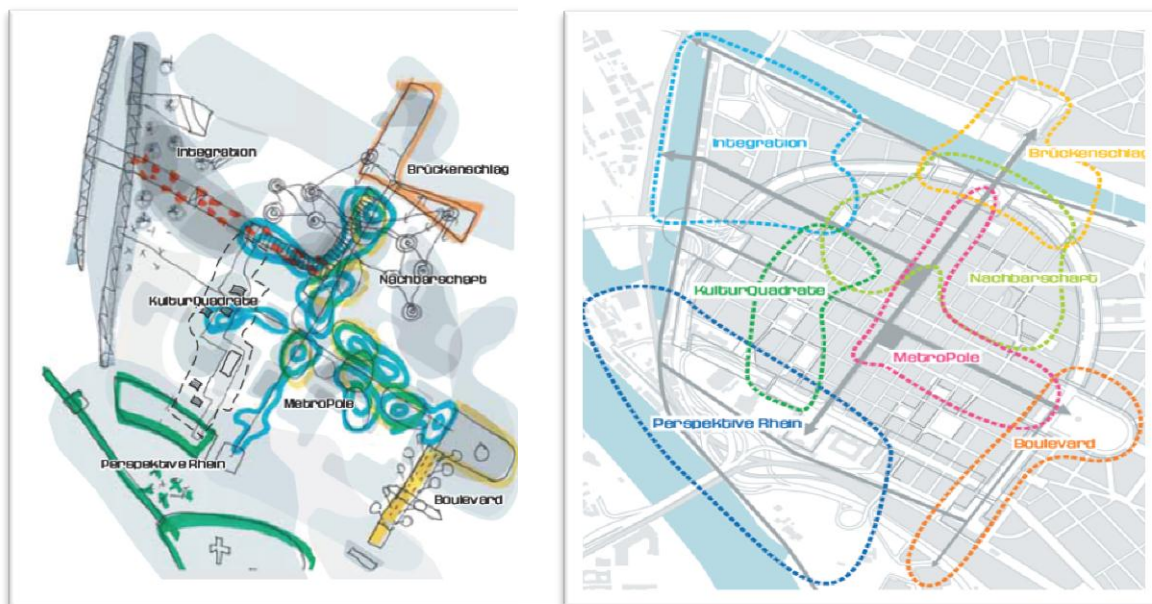 Integration
Brückenschlag
Nachbarschaft
KulturQuadrate
MetroPole
Perspektive Rhein
Boulevard
Integration
Brückenschlag
Nachbarschaft
KulturQuadrate
MetroPole
Perspektive Rhein
Boulevard